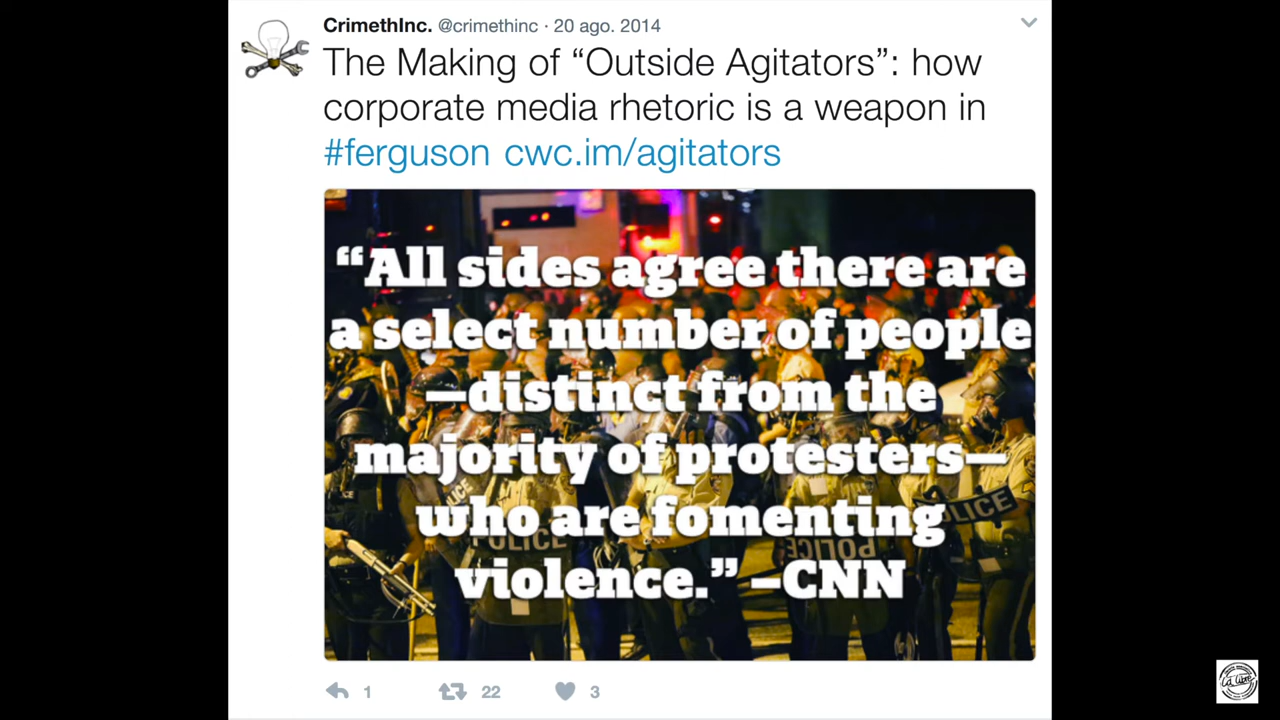 CrimethInc. @crimethinc · 20 ago. 2014
The Making of “Outside Agitators”: how
corporate media rhetoric is a weapon in
#ferguson cwc.im/agitators
“All sides agree there are
a select number of people
—distinct from the
majority of protesters—
who are fomenting
violence.” –CNN
POLICE
POLICE
1 22 3